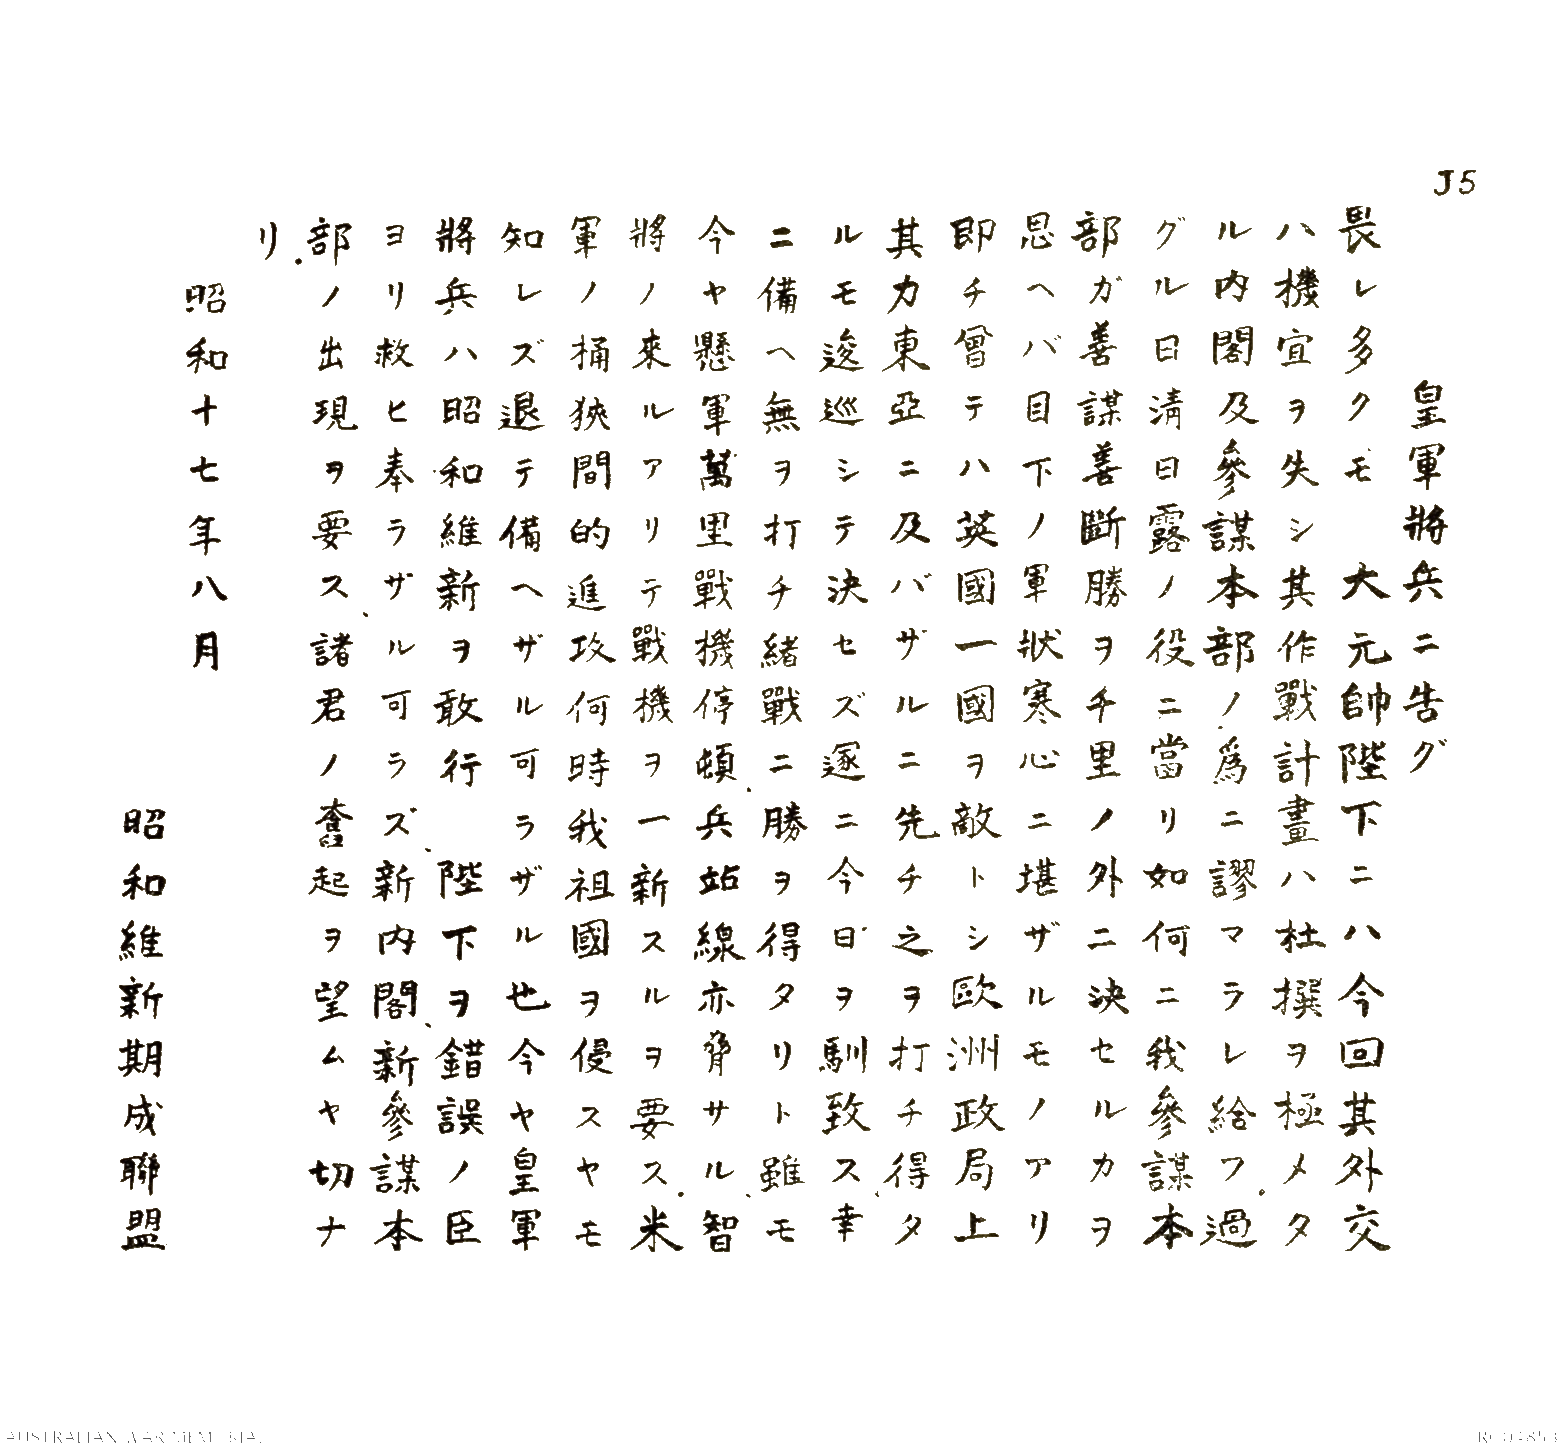 J5
皇軍將兵ニ告グ
畏レ多クモ　大元帥陛下ニハ今回其外交
ハ機宜ヲ失シ其作戰計畫ハ杜撰ヲ極メタ
ル内閣及參謀本部ノ爲ニ謬マラレ給フ.過
グル日淸日露ノ役ニ當リ如何ニ我參謀本
部ガ善謀善斷勝ヲ千里ノ外ニ決セルカヲ
思ヘバ目下ノ軍狀寒心ニ堪ザルモノアリ
即チ曾テハ英國一國ヲ敵トシ歐洲政局上
其力東亞ニ及バザルニ先チ之ヲ打チ得タ
ルモ逡巡シテ決セズ遂ニ今日ヲ馴致ス、幸
ニ備ヘ無ヲ打チ緒戰ニ勝ヲ得タリト雖モ、
今ヤ懸軍萬里戰機停頓、兵站線亦脅サル、智
將ノ來ルアリテ戰機ヲ一新スルヲ要ス.米
軍ノ桶狹間的進攻何時我祖國ヲ侵スヤモ
知レズ退テ備ヘザル可ラザル也今ヤ皇軍
將兵ハ昭和維新ヲ敢行、陛下ヲ錯誤ノ臣
ヨリ救ヒ奉ラザル可ラズ、新内閣、新參謀本
部ノ出現ヲ要ス、諸君ノ奮起ヲ望ムヤ切ナ
リ.
昭和十七年八月
昭和維新期成聯盟
AUSTRALIAN WAR MEMORIAL